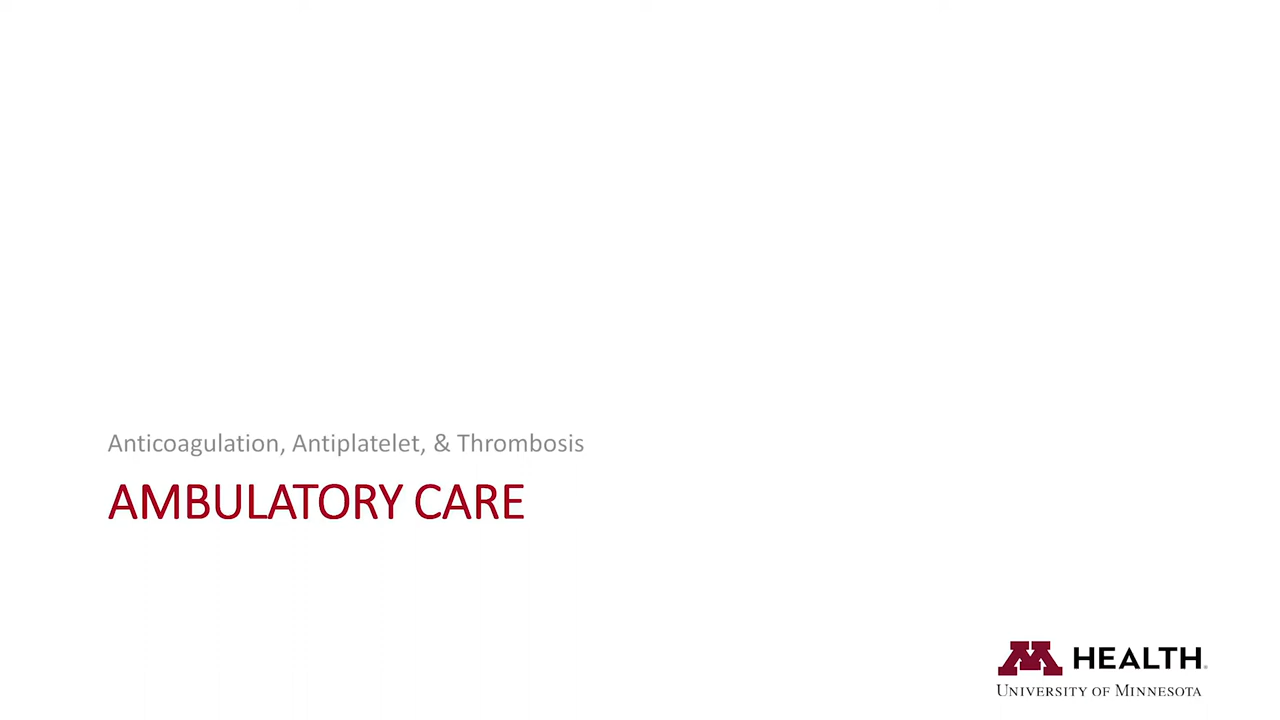 Anticoagulation, Antiplatelet, & Thrombosis
AMBULATORY CARE
M HEALTH®
UNIVERSITY OF MINNESOTA